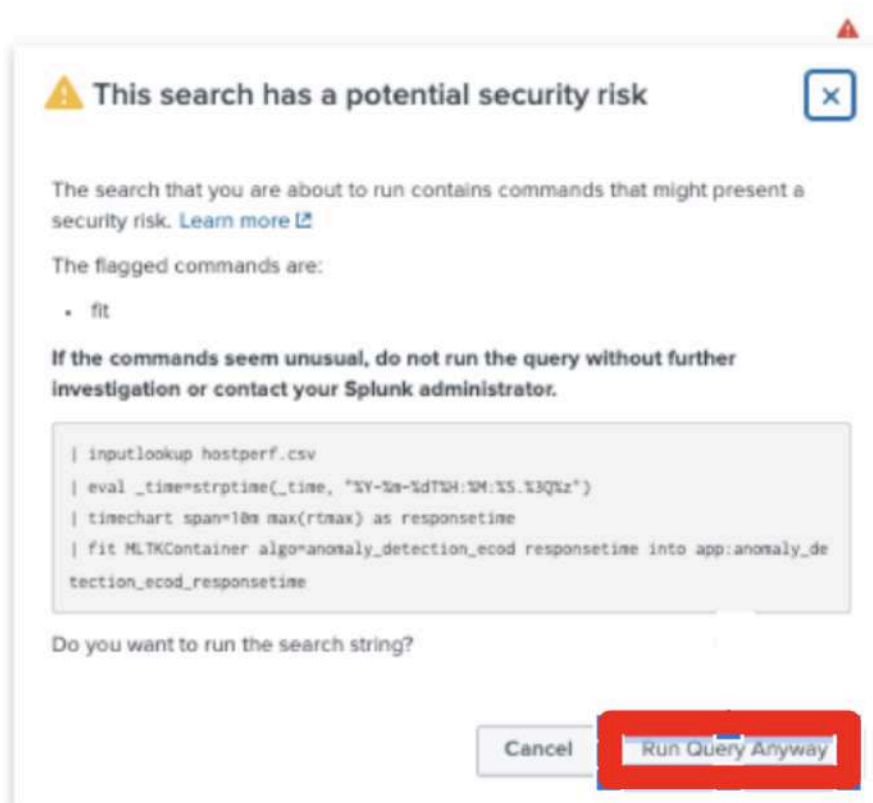 This search has a potential security risk
The search that you are about to run contains commands that might present a
security risk. Learn more
The flagged commands are:
• fit
If the commands seem unusual, do not run the query without further
investigation or contact your Splunk administrator.
| inputlookup hostperf.csv
| eval _time=strptime(_time, "%Y-%m-%dT%H:%M:%S.%3Q%z")
| timechart span=10m max(rtmax) as responsetime
| fit MLTKContainer algo=anomaly_detection_ecod responsetime into app:anomaly_de
tection_ecod_responsetime
Do you want to run the search string?
Cancel
Run Query Anyway